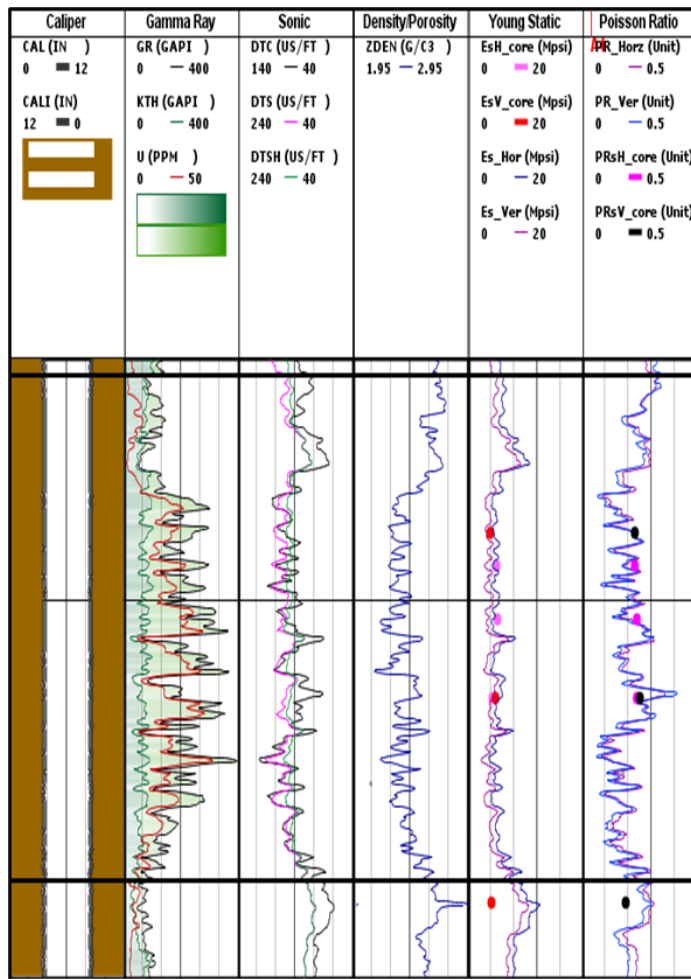 Caliper
CAL (IN )
0 12
CALI (IN)
12 0
Gamma Ray
GR (GAPI )
0 400
KTH (GAPI )
0 400
U (PPM )
0 50
Sonic
DTC (US/FT )
140 40
DTS (US/FT )
240 40
DTSH (US/FT)
240 40
Density/Porosity
ZDEN (G/C3 )
1.95 2.95
Young Static
EsH_core (Mpsi)
0 20
EsV_core (Mpsi)
0 20
Es_Hor (Mpsi)
0 20
Es_Ver (Mpsi)
0 20
Poisson Ratio
PR_Horz (Unit)
0 0.5
PR_Ver (Unit)
0 0.5
PRsH_core (Unit)
0 0.5
PRsV_core (Unit)
0 0.5